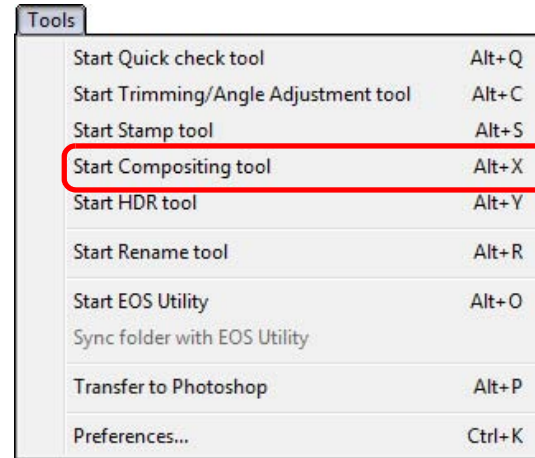 Tools
Start Quick check tool Alt+Q
Start Trimming/Angle Adjustment tool Alt+C
Start Stamp tool Alt+S
Start Compositing tool Alt+X
Start HDR tool Alt+Y
Start Rename tool Alt+R
Start EOS Utility Alt+O
Sync folder with EOS Utility
Transfer to Photoshop Alt+P
Preferences... Ctrl+K